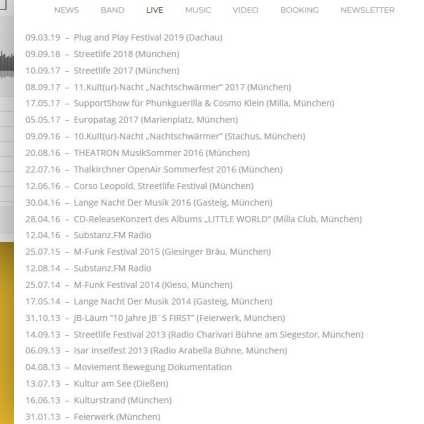 NEWS BAND LIVE MUSIC VIDEO BOOKING NEWSLETTER
09.03.19 – Plug and Play Festival 2019 (Dachau)
09.09.18 – Streetlife 2018 (München)
10.09.17 – Streetlife 2017 (München)
08.09.17 – 11.Kult(ur)-Nacht „Nachtschwärmer“ 2017 (München)
17.05.17 – SupportShow für Phunkguerilla & Cosmo Klein (Milla, München)
05.05.17 – Europatag 2017 (Marienplatz, München)
09.09.16 – 10.Kult(ur)-Nacht „Nachtschwärmer“ (Stachus, München)
20.08.16 – THEATRON MusikSommer 2016 (München)
22.07.16 – Thalkirchner OpenAir Sommerfest 2016 (München)
12.06.16 – Corso Leopold, Streetlife Festival (München)
30.04.16 – Lange Nacht Der Musik 2016 (Gasteig, München)
28.04.16 – CD-ReleaseKonzert des Albums „LITTLE WORLD“ (Milla Club, München)
12.04.16 – Substanz.FM Radio
25.07.15 – M-Funk Festival 2015 (Giesinger Bräu, München)
12.08.14 – Substanz.FM Radio
25.07.14 – M-Funk Festival 2014 (Kieso, München)
17.05.14 – Lange Nacht Der Musik 2014 (Gasteig, München)
31.10.13 – JB-Läum “10 Jahre JB`S FIRST” (Feierwerk, München)
14.09.13 – Streetlife Festival 2013 (Radio Charivari Bühne am Siegestor, München)
06.09.13 – Isar Inselfest 2013 (Radio Arabella Bühne, München)
04.08.13 – Moviement Bewegung Dokumentation
13.07.13 – Kultur am See (Dießen)
16.06.13 – Kulturstrand (München)
31.01.13 – Feierwerk (München)